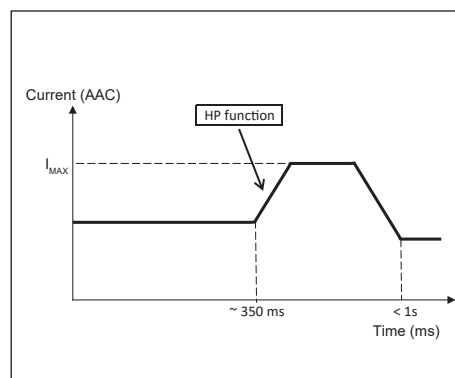 Current (AAC)
HP function
IMAX
~ 350 ms
< 1s
Time (ms)